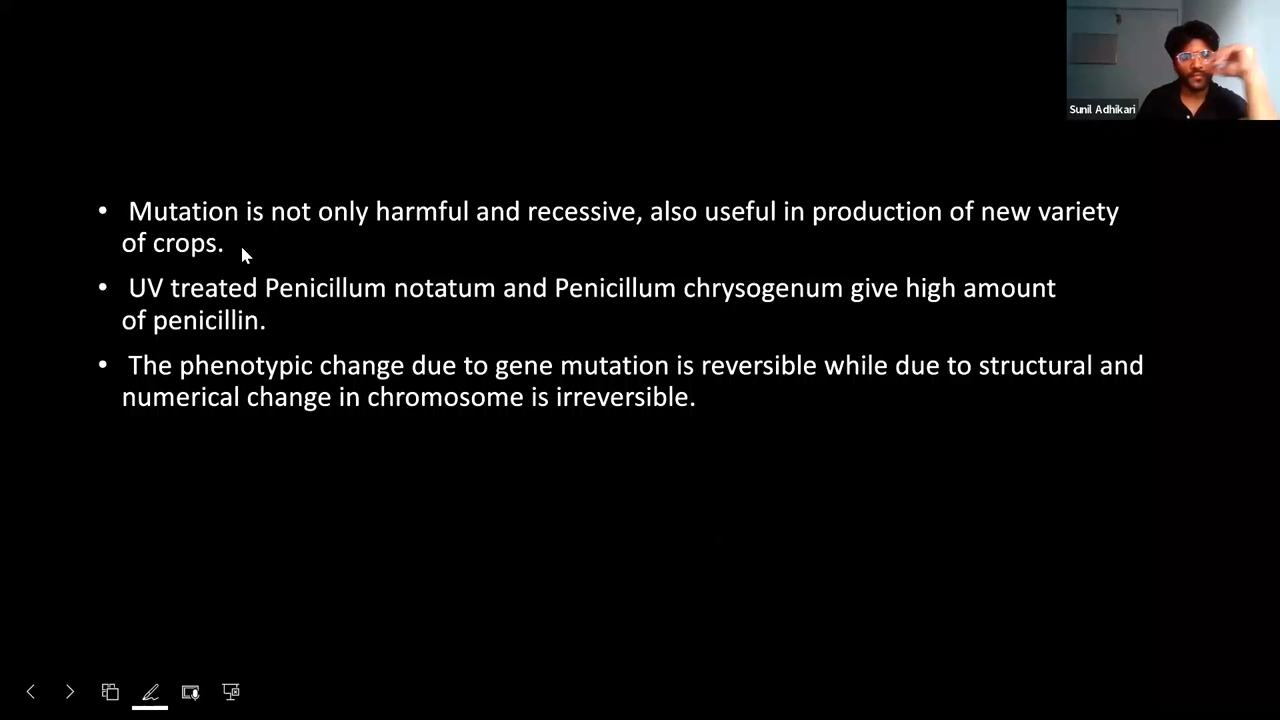 Sunil Adhikari
• Mutation is not only harmful and recessive, also useful in production of new variety
of crops.
• UV treated Penicillum notatum and Penicillum chrysogenum give high amount
of penicillin.
• The phenotypic change due to gene mutation is reversible while due to structural and
numerical change in chromosome is irreversible.